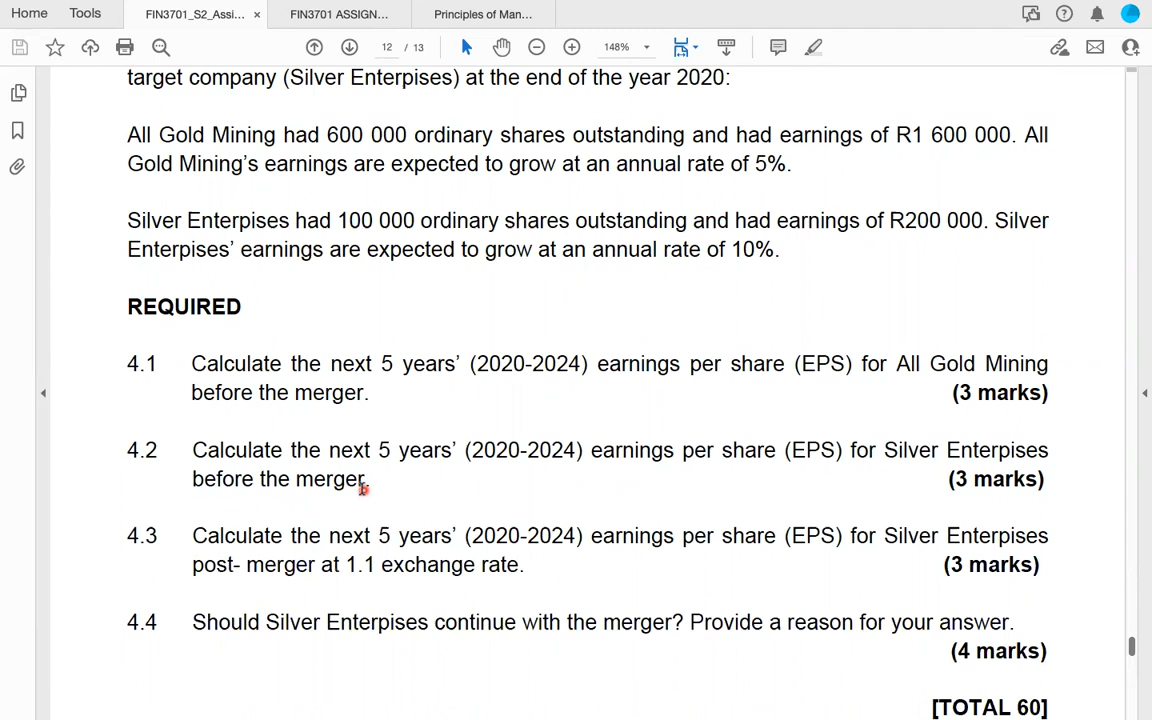 Home Tools FIN3701_S2_Assi... × FIN3701 ASSIGN... Principles of Man...
12 / 13 148%
target company (Silver Enterpises) at the end of the year 2020:
All Gold Mining had 600 000 ordinary shares outstanding and had earnings of R1 600 000. All
Gold Mining's earnings are expected to grow at an annual rate of 5%.
Silver Enterpises had 100 000 ordinary shares outstanding and had earnings of R200 000. Silver
Enterpises' earnings are expected to grow at an annual rate of 10%.
REQUIRED
4.1 Calculate the next 5 years' (2020-2024) earnings per share (EPS) for All Gold Mining
before the merger. (3 marks)
4.2 Calculate the next 5 years' (2020-2024) earnings per share (EPS) for Silver Enterpises
before the merger. (3 marks)
4.3 Calculate the next 5 years' (2020-2024) earnings per share (EPS) for Silver Enterpises
post- merger at 1.1 exchange rate. (3 marks)
4.4 Should Silver Enterpises continue with the merger? Provide a reason for your answer.
(4 marks)
[TOTAL 60]